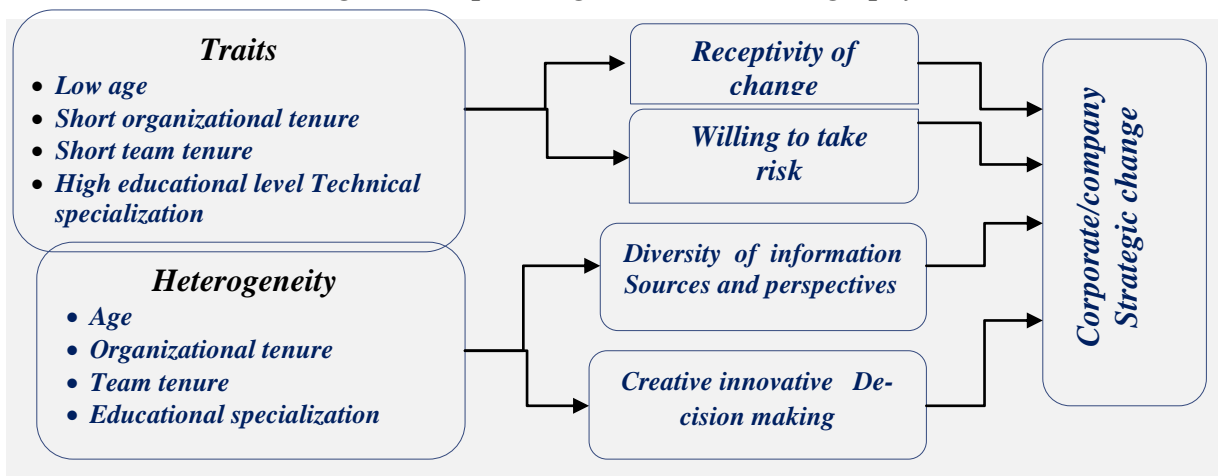 Traits
• Low age
• Short organizational tenure
• Short team tenure
• High educational level Technical
specialization
Heterogeneity
• Age
• Organizational tenure
• Team tenure
• Educational specialization
Receptivity of
change
Willing to take
risk
Diversity of information
Sources and perspectives
Creative innovative De-
cision making
Corporate/company
Strategic change